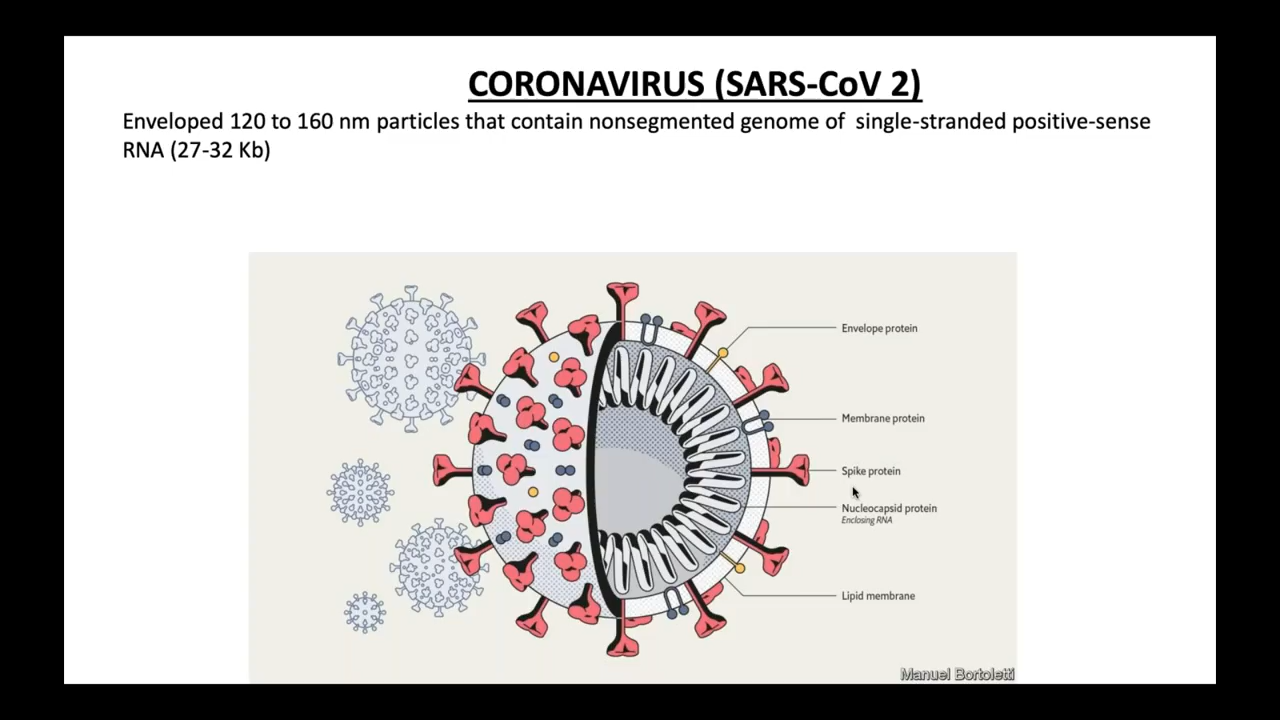 CORONAVIRUS (SARS-CoV 2)
Enveloped 120 to 160 nm particles that contain nonsegmented genome of single-stranded positive-sense
RNA (27-32 Kb)
Envelope protein
Membrane protein
Spike protein
Nucleocapsid protein
Enclosing RNA
Lipid membrane
Manuel Bortoletti